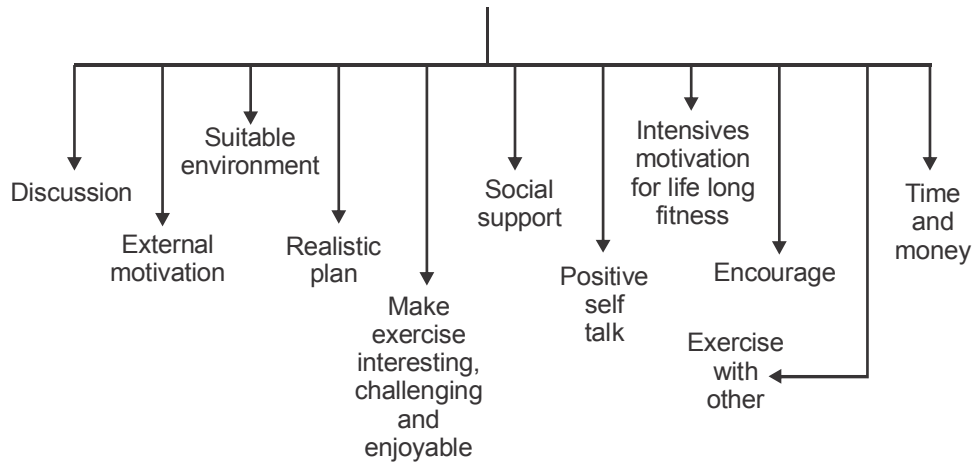 Discussion
External
motivation
Suitable
environment
Realistic
plan
Make
exercise
interesting,
challenging
and
enjoyable
Social
support
Positive
self
talk
Intensives
motivation
for life long
fitness
Encourage
Exercise
with
other
Time
and
money